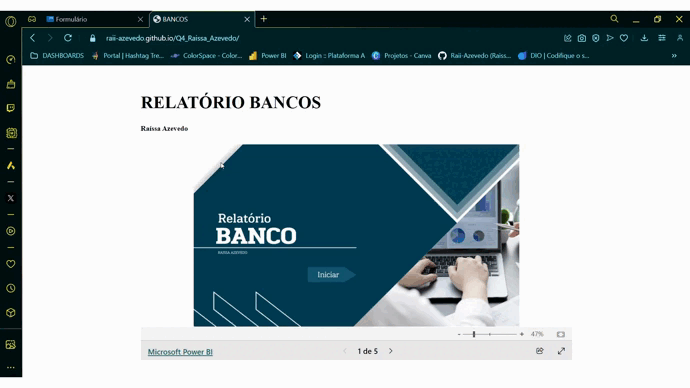 Formulário
BANCOS
raii-azevedo.github.io/Q4_Raissa_Azevedo/
DASHBOARDS
Portal | Hashtag Tre...
ColorSpace - Color...
Power BI
Login :: Plataforma A
Projetos - Canva
Raii-Azevedo (Raiss...
DIO | Codifique o s...
RELATÓRIO BANCOS
Raissa Azevedo
Relatório
BANCO
RAISSA AZEVEDO
Iniciar
- + 47%
Microsoft Power BI
1 de 5